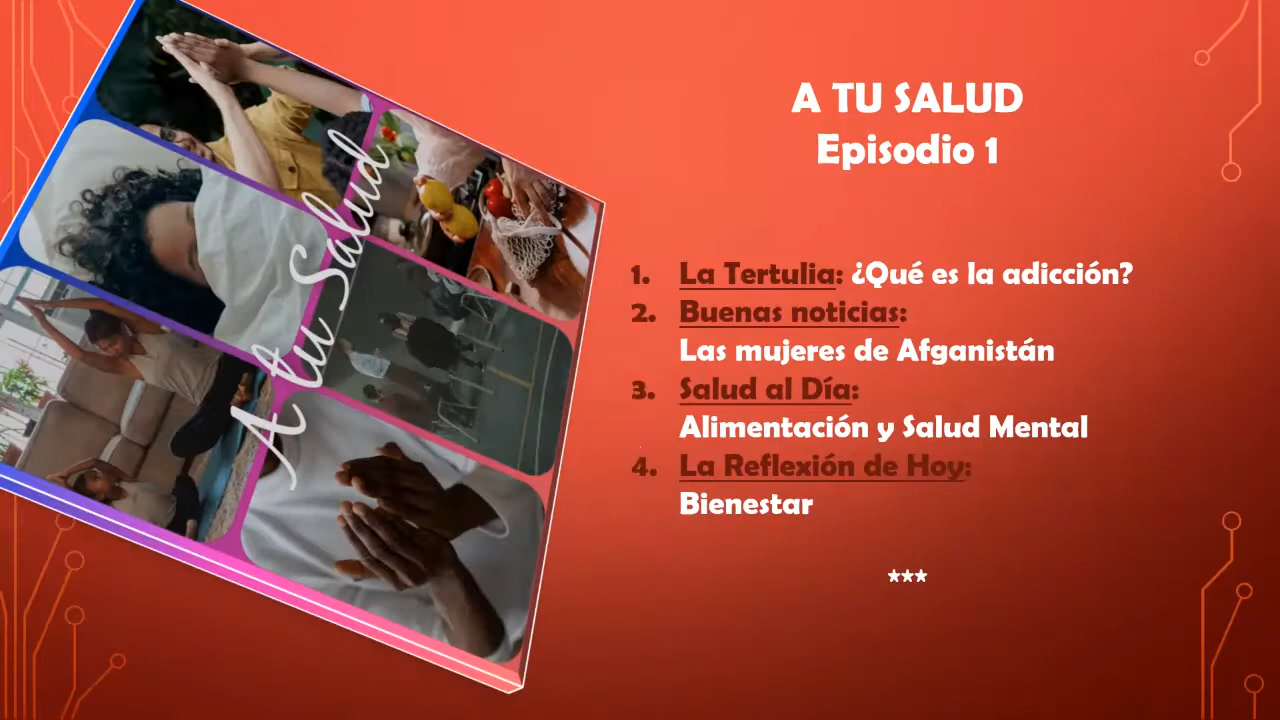 A tu Salud
A TU SALUD
Episodio 1
1. La Tertulia: ¿Qué es la adicción?
2. Buenas noticias:
Las mujeres de Afganistán
3. Salud al Día:
Alimentación y Salud Mental
4. La Reflexión de Hoy:
Bienestar
***